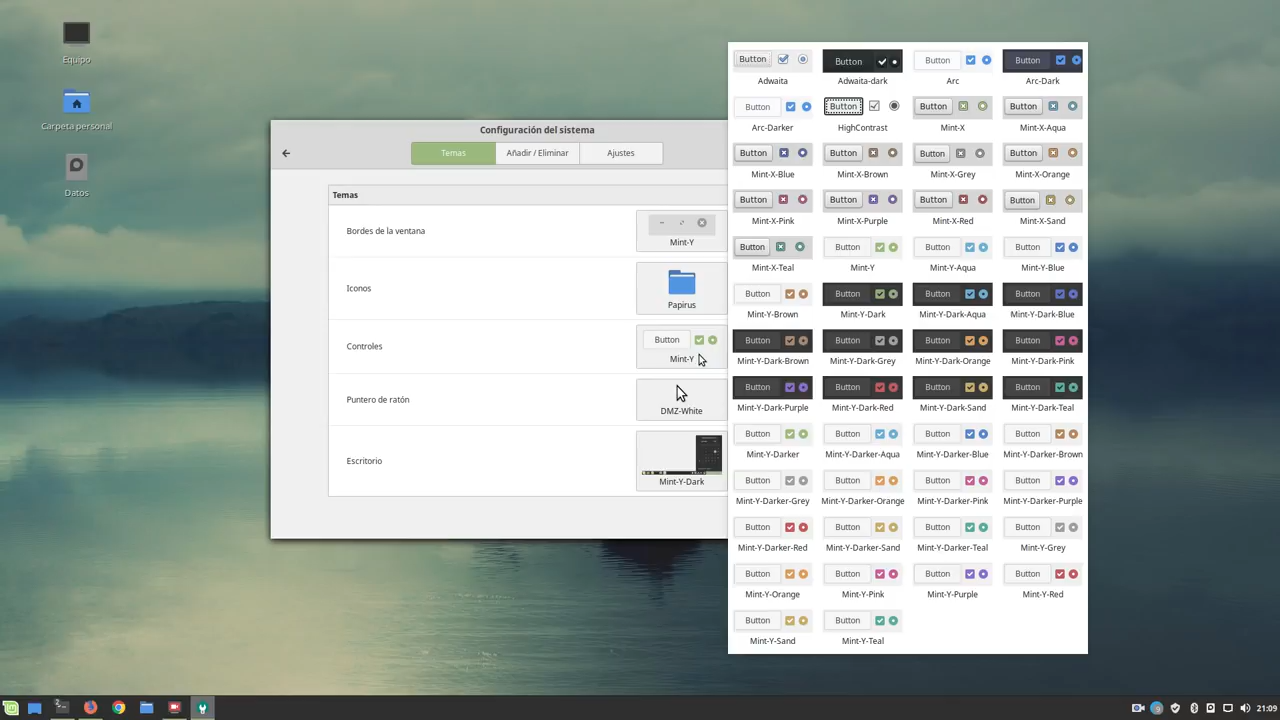 Equipo
Carpeta personal
Datos
Configuración del sistema
Temas Añadir / Eliminar Ajustes
Temas
Bordes de la ventana
Mint-Y
Iconos
Papirus
Controles
Button
Mint-Y
Puntero de ratón
DMZ-White
Escritorio
Mint-Y-Dark
Button Button Button Button
Adwaita Adwaita-dark Arc Arc-Dark
Button Button Button Button
Arc-Darker HighContrast Mint-X Mint-X-Aqua
Button Button Button Button
Mint-X-Blue Mint-X-Brown Mint-X-Grey Mint-X-Orange
Button Button Button Button
Mint-X-Pink Mint-X-Purple Mint-X-Red Mint-X-Sand
Button Button Button Button
Mint-X-Teal Mint-Y Mint-Y-Aqua Mint-Y-Blue
Button Button Button Button
Mint-Y-Brown Mint-Y-Dark Mint-Y-Dark-Aqua Mint-Y-Dark-Blue
Button Button Button Button
Mint-Y-Dark-Brown Mint-Y-Dark-Grey Mint-Y-Dark-Orange Mint-Y-Dark-Pink
Button Button Button Button
Mint-Y-Dark-Purple Mint-Y-Dark-Red Mint-Y-Dark-Sand Mint-Y-Dark-Teal
Button Button Button Button
Mint-Y-Darker Mint-Y-Darker-Aqua Mint-Y-Darker-Blue Mint-Y-Darker-Brown
Button Button Button Button
Mint-Y-Darker-Grey Mint-Y-Darker-Orange Mint-Y-Darker-Pink Mint-Y-Darker-Purple
Button Button Button Button
Mint-Y-Darker-Red Mint-Y-Darker-Sand Mint-Y-Darker-Teal Mint-Y-Grey
Button Button Button Button
Mint-Y-Orange Mint-Y-Pink Mint-Y-Purple Mint-Y-Red
Button Button
Mint-Y-Sand Mint-Y-Teal
21:09